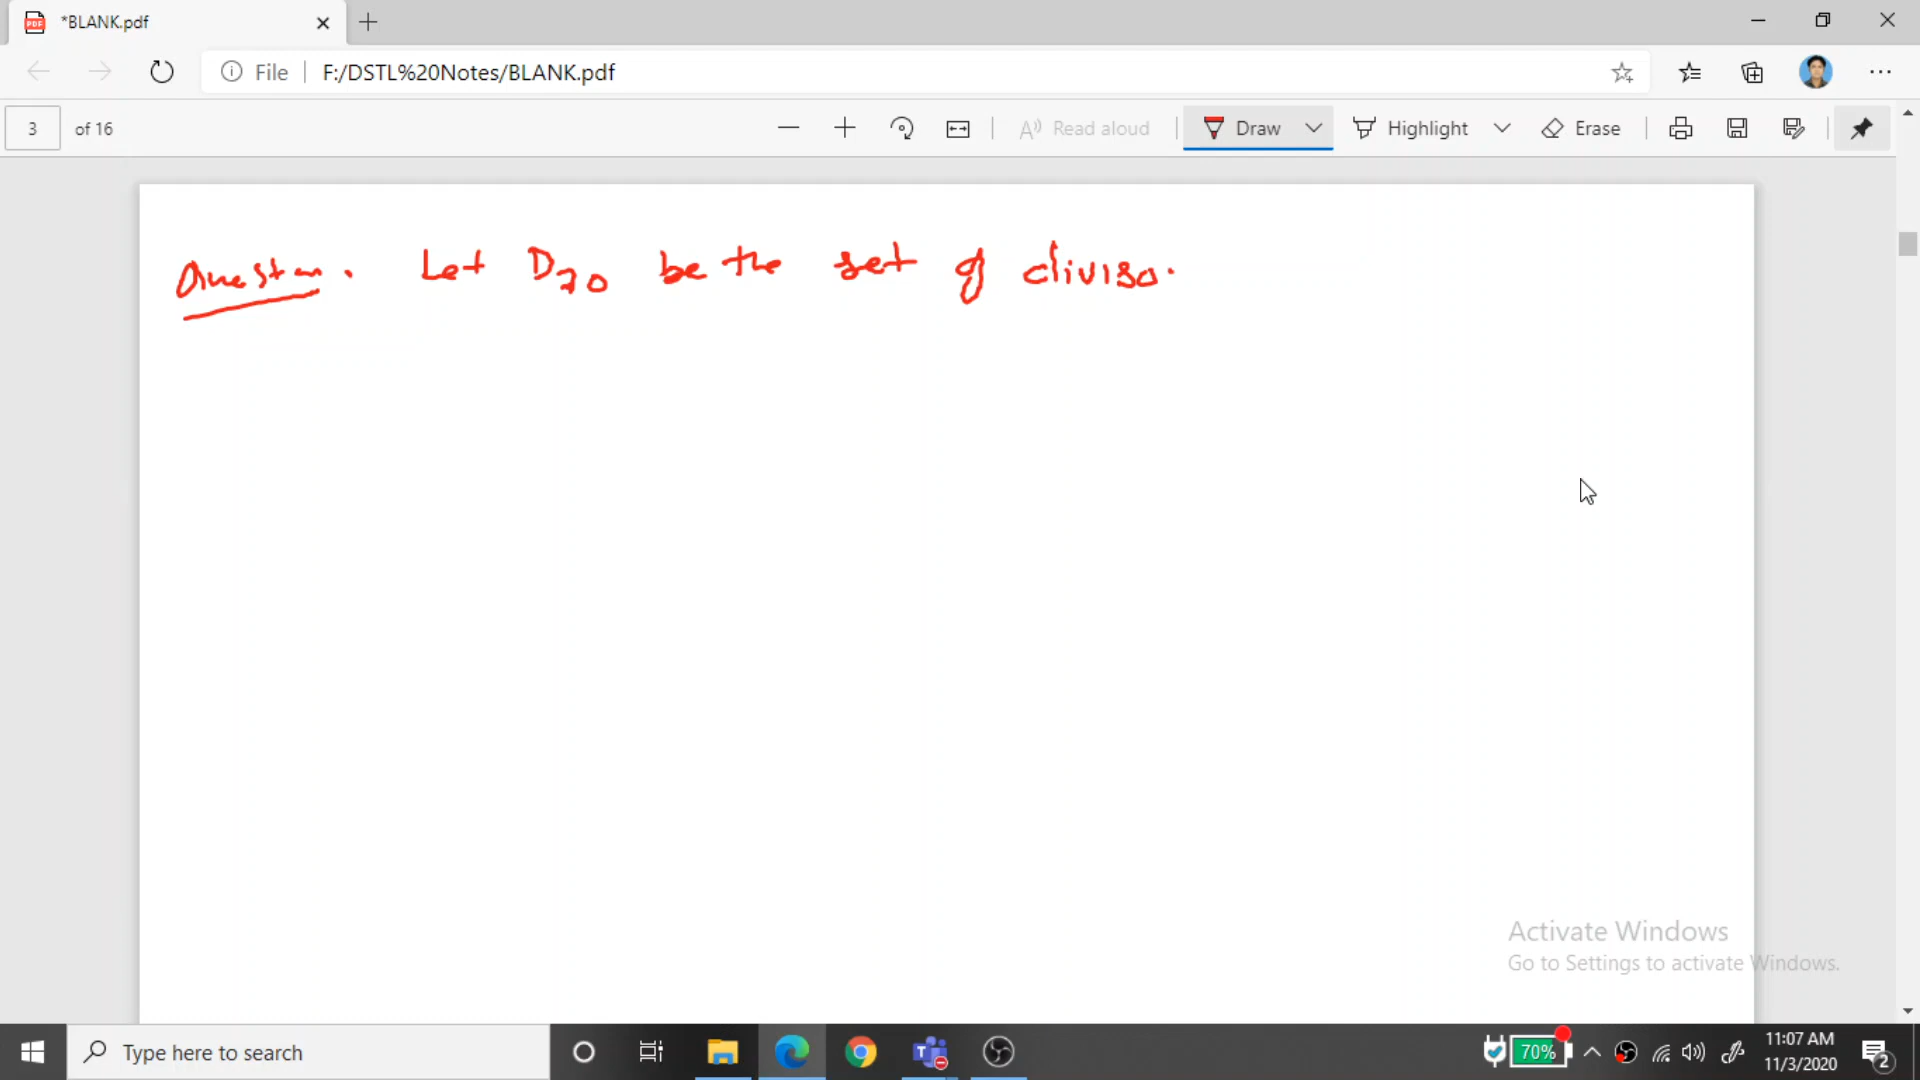 *BLANK.pdf
File F:/DSTL%20Notes/BLANK.pdf
3 of 16 Read aloud Draw Highlight Erase
Question. Let D70 be the set of divisor
Activate Windows
Go to Settings to activate Windows.
Type here to search
70%
11:07 AM
11/3/2020
2